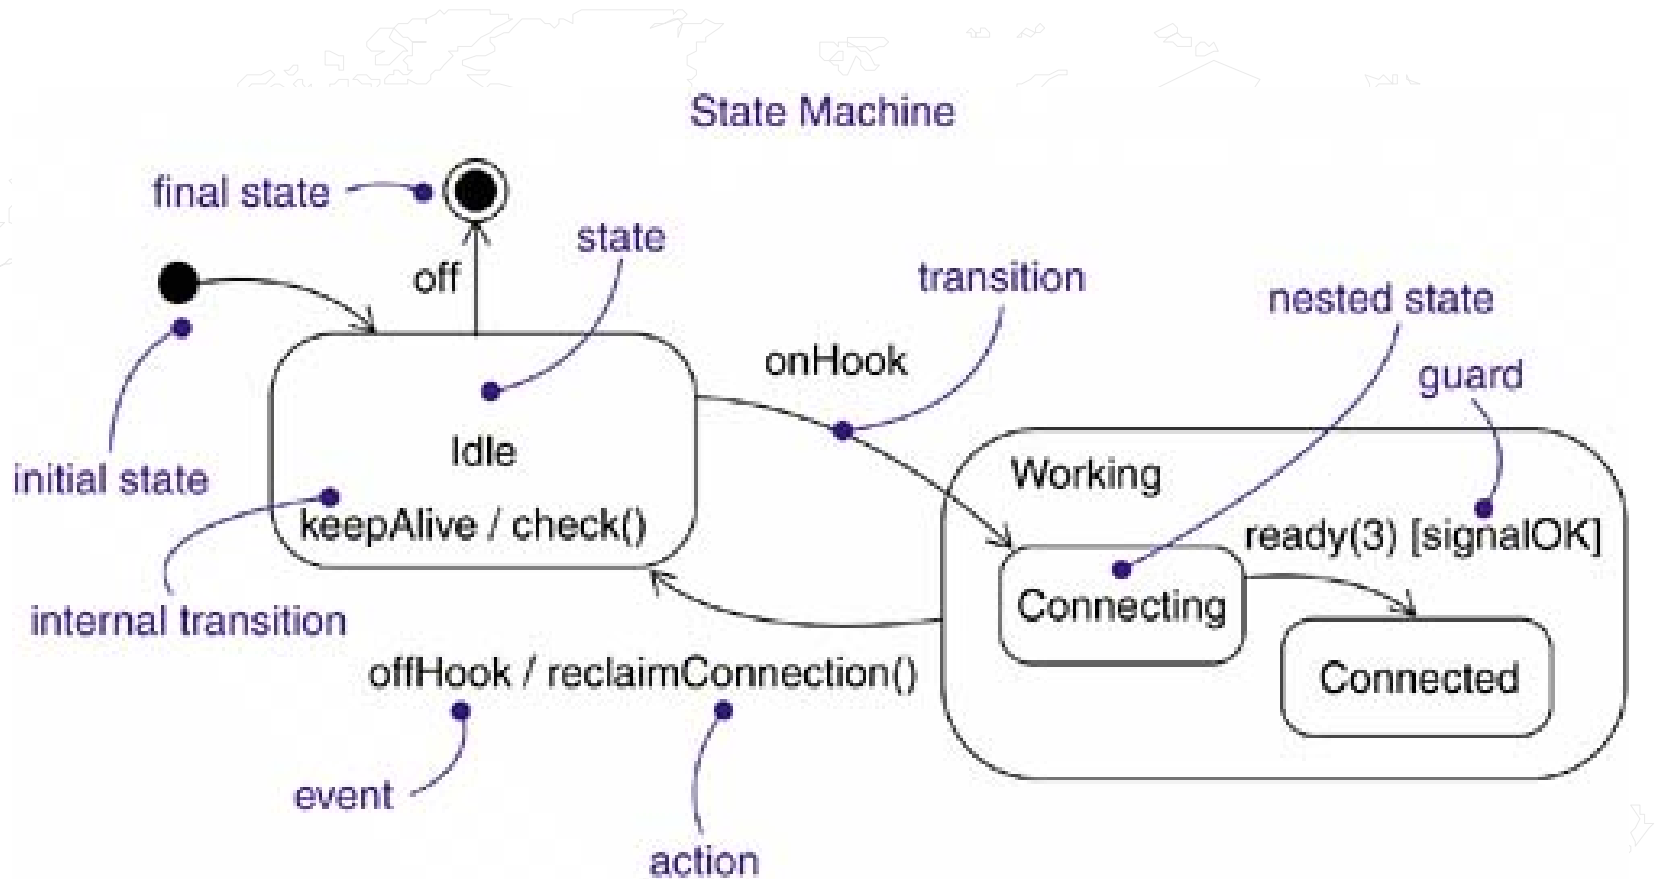 State Machine
final state
state
off
transition
nested state
onHook
guard
Idle
Working
initial state
keepAlive / check()
ready(3) [signalOK]
Connecting
internal transition
offHook / reclaimConnection()
Connected
event
action